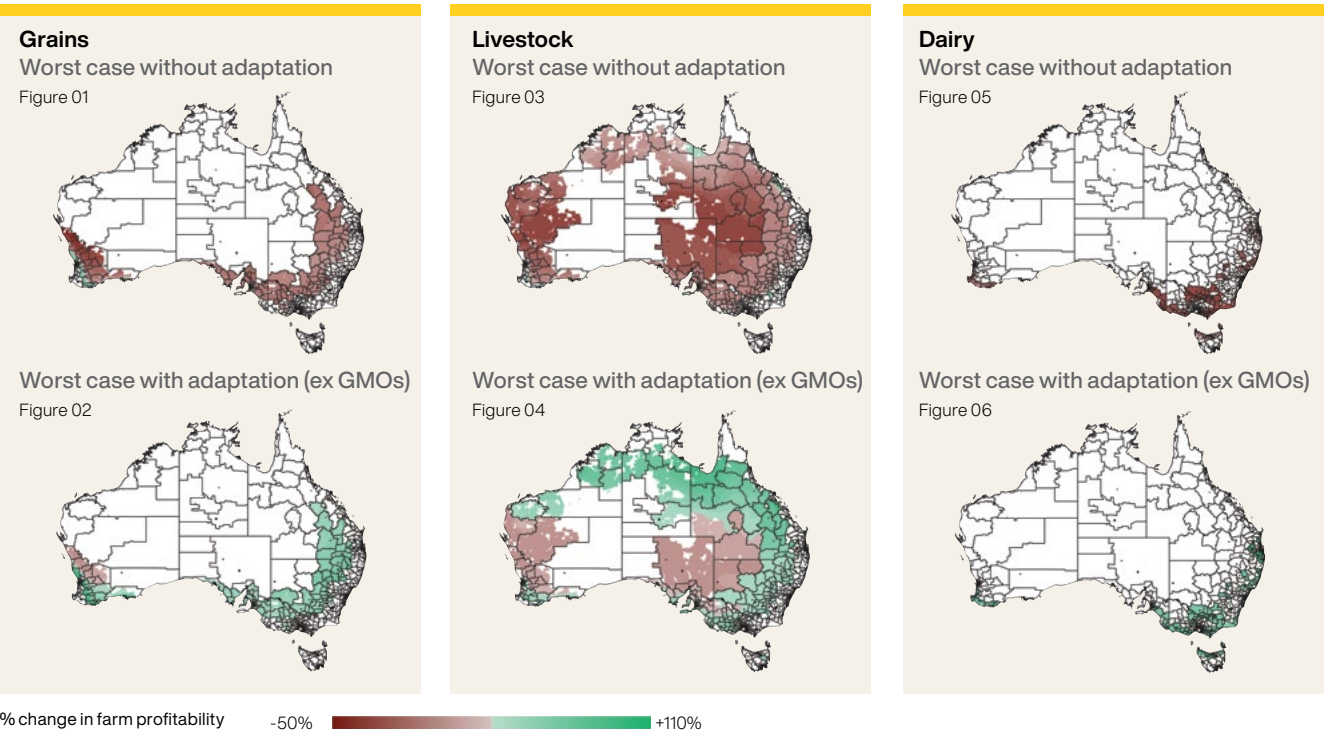 Grains
Worst case without adaptation
Figure 01
Worst case with adaptation (ex GMOs)
Figure 02
Livestock
Worst case without adaptation
Figure 03
Worst case with adaptation (ex GMOs)
Figure 04
Dairy
Worst case without adaptation
Figure 05
Worst case with adaptation (ex GMOs)
Figure 06
% change in farm profitability
-50%
+110%